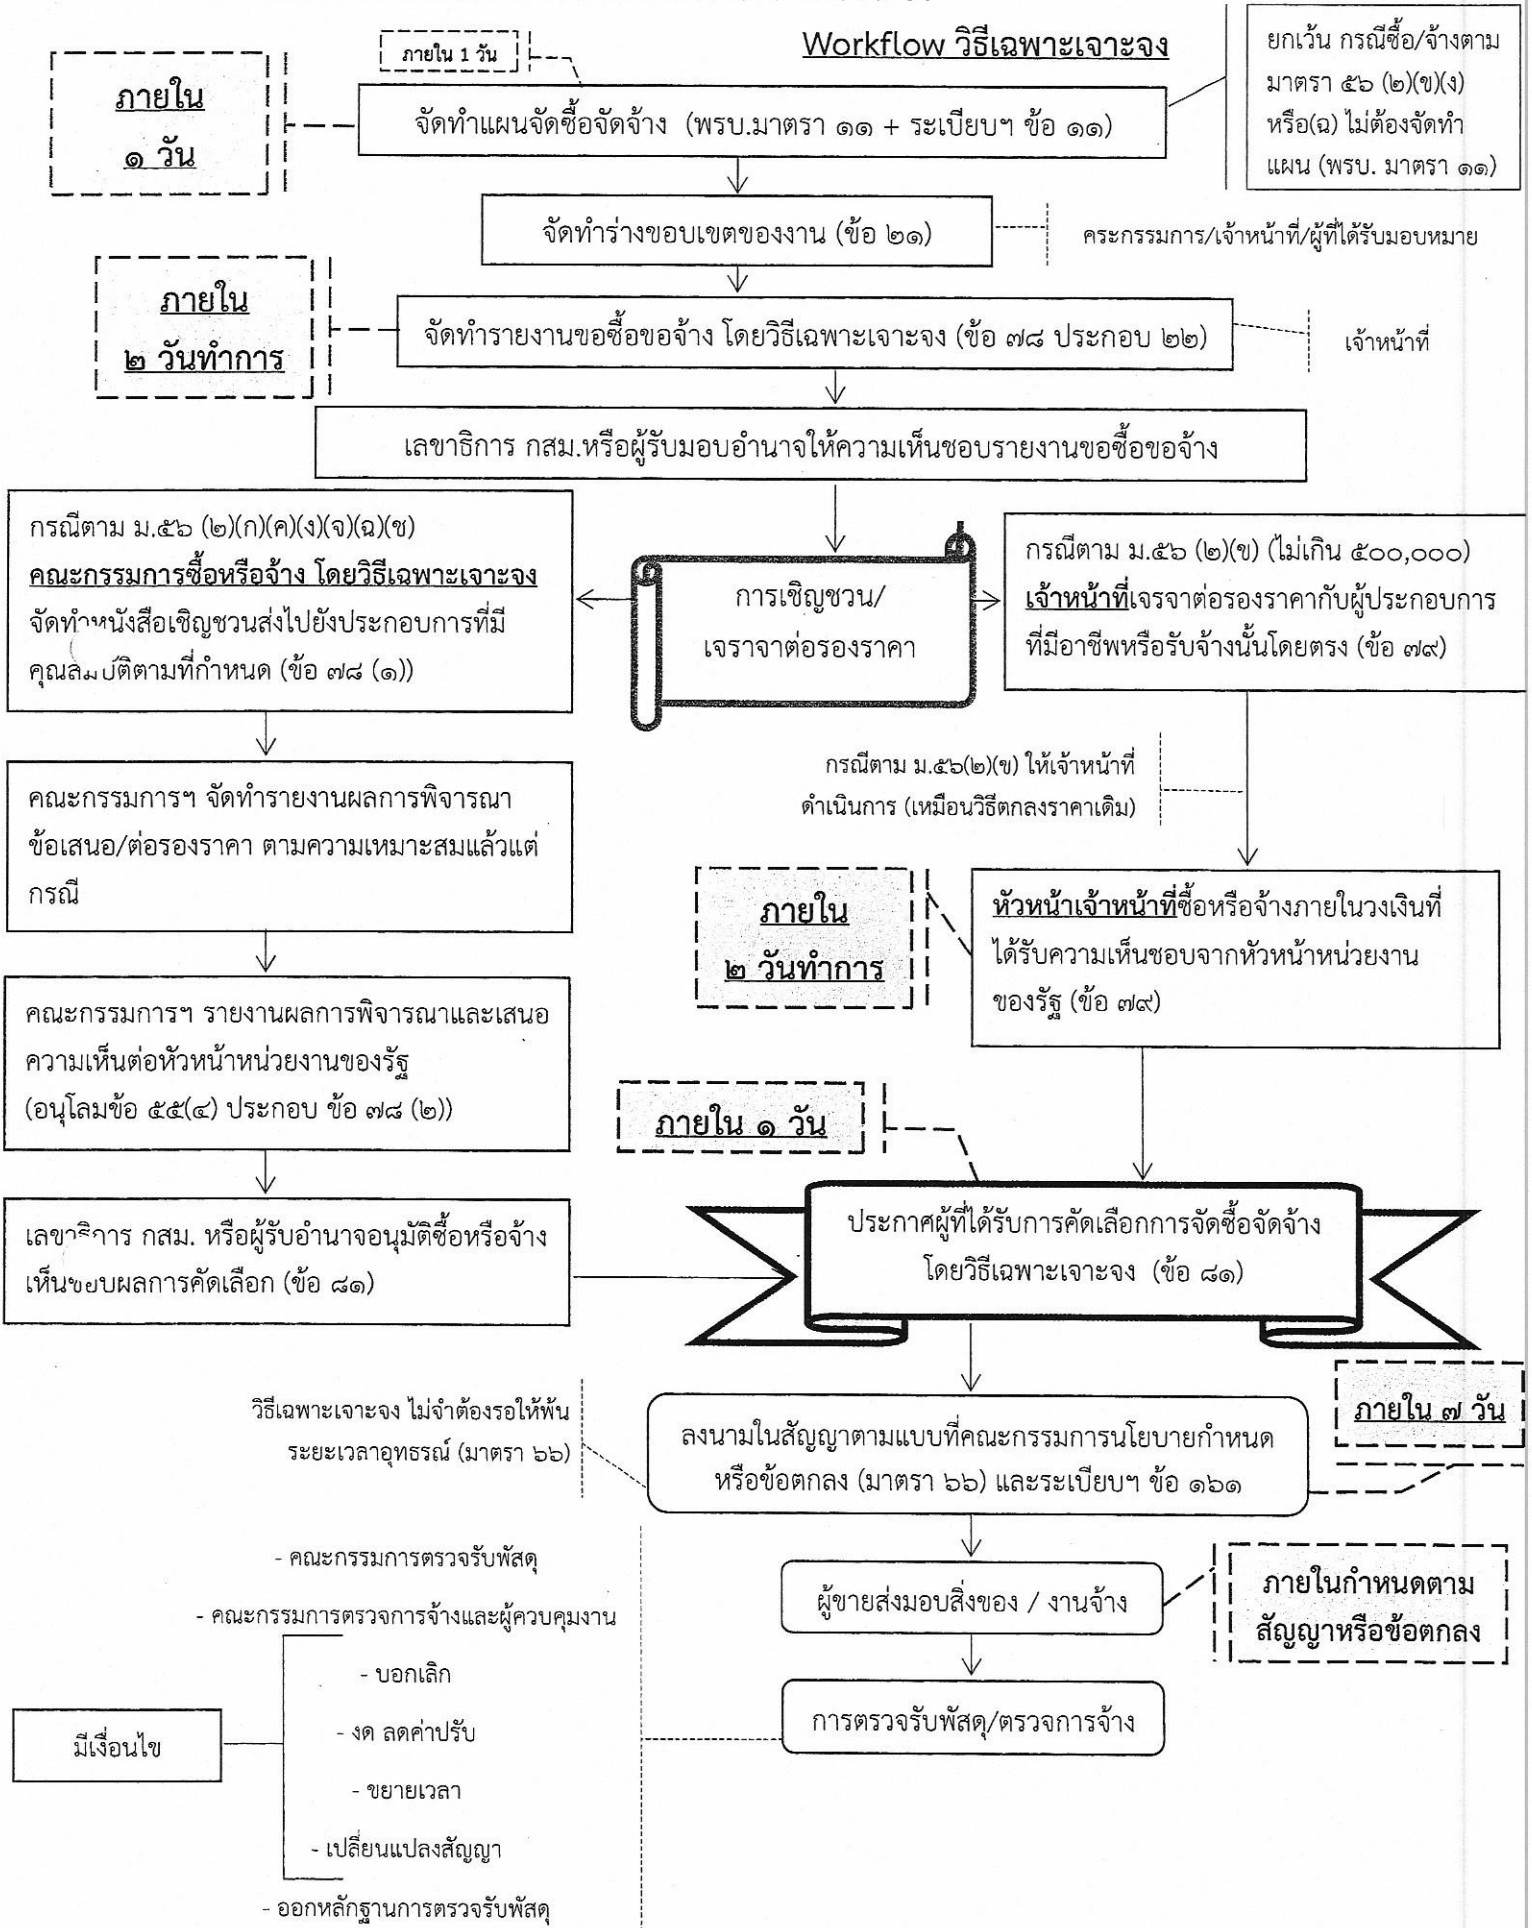 Workflow วิธีเฉพาะเจาะจง
ภายใน 1 วัน
ภายใน
๑ วัน
จัดทำแผนจัดซื้อจัดจ้าง (พรบ.มาตรา ๑๑ + ระเบียบฯ ข้อ ๑๑)
ยกเว้น กรณีซื้อ/จ้างตาม
มาตรา ๕๖ (๒)(ข)(ง)
หรือ(ฉ) ไม่ต้องจัดทำ
แผน (พรบ. มาตรา ๑๑)
จัดทำร่างขอบเขตของงาน (ข้อ ๒๑)
คระกรรมการ/เจ้าหน้าที่/ผู้ที่ได้รับมอบหมาย
ภายใน
๒ วันทำการ
จัดทำรายงานขอซื้อขอจ้าง โดยวิธีเฉพาะเจาะจง (ข้อ ๗๘ ประกอบ ๒๒)
เจ้าหน้าที่
เลขาธิการ กสม.หรือผู้รับมอบอำนาจให้ความเห็นชอบรายงานขอซื้อขอจ้าง
กรณีตาม ม.๕๖ (๒)(ก)(ค)(ง)(จ)(ฉ)(ช)
คณะกรรมการซื้อหรือจ้าง โดยวิธีเฉพาะเจาะจง
จัดทำหนังสือเชิญชวนส่งไปยังประกอบการที่มี
ตามที่กำหนด (ข้อ ๗๘ (๑))
การเชิญชวน/
เจราจาต่อรองราคา
กรณีตาม ม.๕๖ (๒)(ข) (ไม่เกิน ๕๐๐,๐๐๐)
เจ้าหน้าที่เจรจาต่อรองราคากับผู้ประกอบการ
ที่มีอาชีพหรือรับจ้างนั้นโดยตรง (ข้อ ๗๙)
กรณีตาม ม.๕๖(๒)(ข) ให้เจ้าหน้าที่
ดำเนินการ (เหมือนวิธีตกลงราคาเดิม)
คณะกรรมการฯ จัดทำรายงานผลการพิจารณา
ข้อเสนอ/ต่อรองราคา ตามความเหมาะสมแล้วแต่
กรณี
ภายใน
๒ วันทำการ
หัวหน้าเจ้าหน้าที่ซื้อหรือจ้างภายในวงเงินที่
ได้รับความเห็นชอบจากหัวหน้าหน่วยงาน
ของรัฐ (ข้อ ๗๙)
คณะกรรมการฯ รายงานผลการพิจารณาและเสนอ
ความเห็นต่อหัวหน้าหน่วยงานของรัฐ
(อนุโลมข้อ ๕๕(๔) ประกอบ ข้อ ๗๘ (๒))
ภายใน ๑ วัน
เลขาธิการ กสม. หรือผู้รับอำนาจอนุมัติซื้อหรือจ้าง
เห็นชอบผลการคัดเลือก (ข้อ ๘๑)
ประกาศผู้ที่ได้รับการคัดเลือกการจัดซื้อจัดจ้าง
โดยวิธีเฉพาะเจาะจง (ข้อ ๘๑)
ภายใน ๗ วัน
วิธีเฉพาะเจาะจง ไม่จำต้องรอให้พ้น
ระยะเวลาอุทธรณ์ (มาตรา ๖๖)
ลงนามในสัญญาตามแบบที่คณะกรรมการนโยบายกำหนด
หรือข้อตกลง (มาตรา ๖๖) และระเบียบฯ ข้อ ๑๖๑
ผู้ขายส่งมอบสิ่งของ / งานจ้าง
ภายในกำหนดตาม
สัญญาหรือข้อตกลง
การตรวจรับพัสดุ/ตรวจการจ้าง
- คณะกรรมการตรวจรับพัสดุ
- คณะกรรมการตรวจการจ้างและผู้ควบคุมงาน
- บอกเลิก
- งด ลดค่าปรับ
มีเงื่อนไข
- ขยายเวลา
- เปลี่ยนแปลงสัญญา
- ออกหลักฐานการตรวจรับพัสดุ